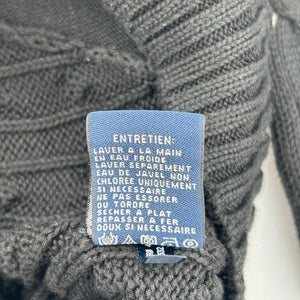 ENTRETIEN:
LAVER A LA MAIN
EN EAU FROIDE
LAVER SEPAREMENT
EAU DE JAVEL NON
CHLOREE UNIQUEMENT
SI NECESSAIRE
NE PAS ESSORER
OU TORDRE
SECHER A PLAT
REPASSER A FER
DOUX SI NECESSAIRE